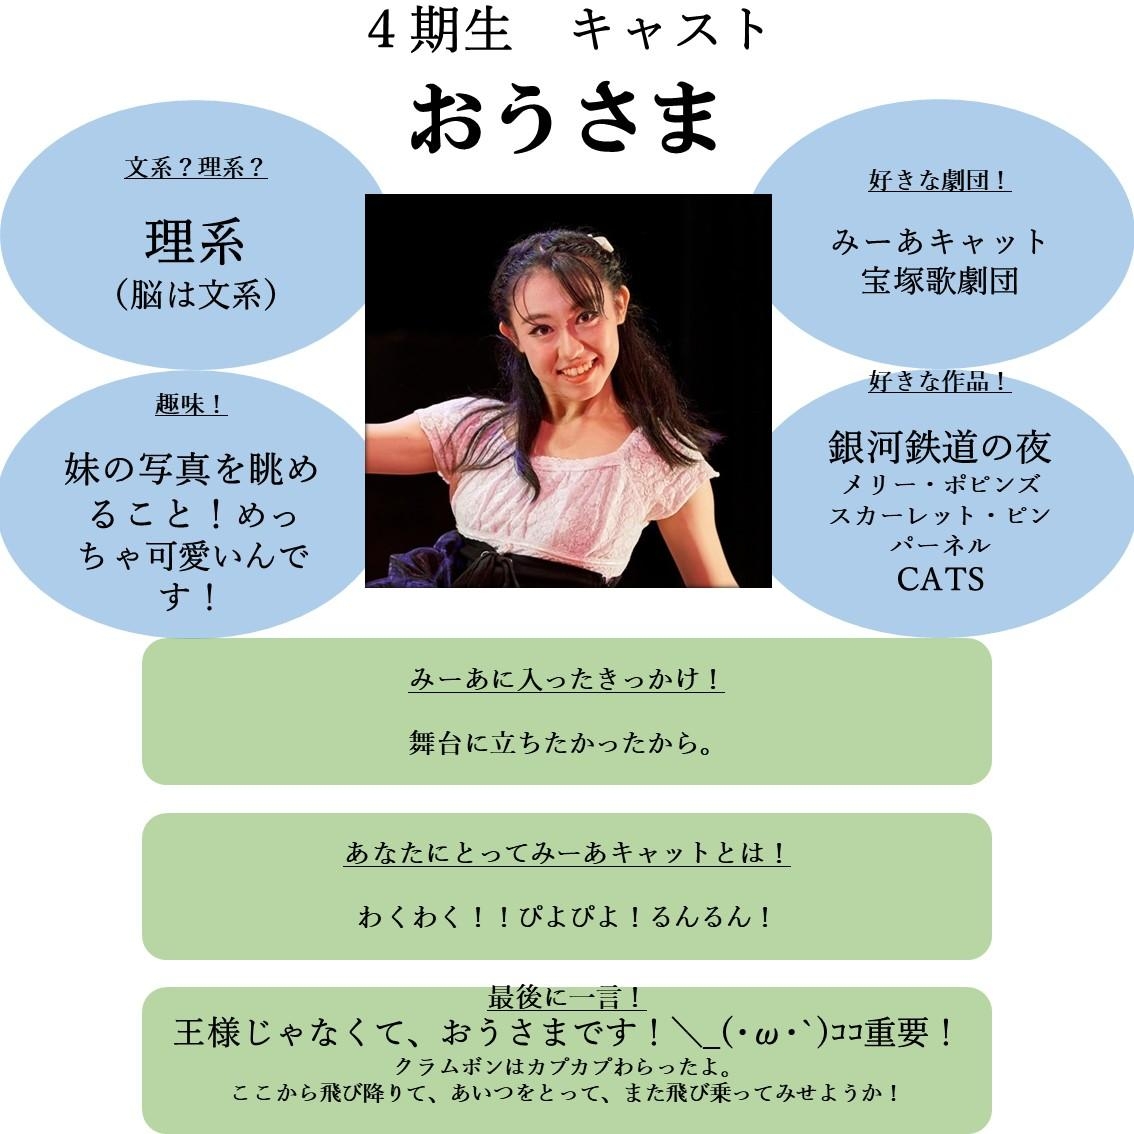 ４期生　キャスト
おうさま
文系？理系？
理系
（脳は文系）
好きな劇団！
みーあキャット
宝塚歌劇団
趣味！
妹の写真を眺め
ること！めっ
ちゃ可愛いんで
す！
好きな作品！
銀河鉄道の夜
メリー・ポピンズ
スカーレット・ピン
パーネル
CATS
みーあに入ったきっかけ！
舞台に立ちたかったから。
あなたにとってみーあキャットとは！
わくわく！！ぴよぴよ！るんるん！
最後に一言！
王様じゃなくて、おうさまです！＼_(・ω・`)ｺｺ重要！
クラムボンはカプカプわらったよ。
ここから飛び降りて、あいつをとって、また飛び乗ってみせようか！